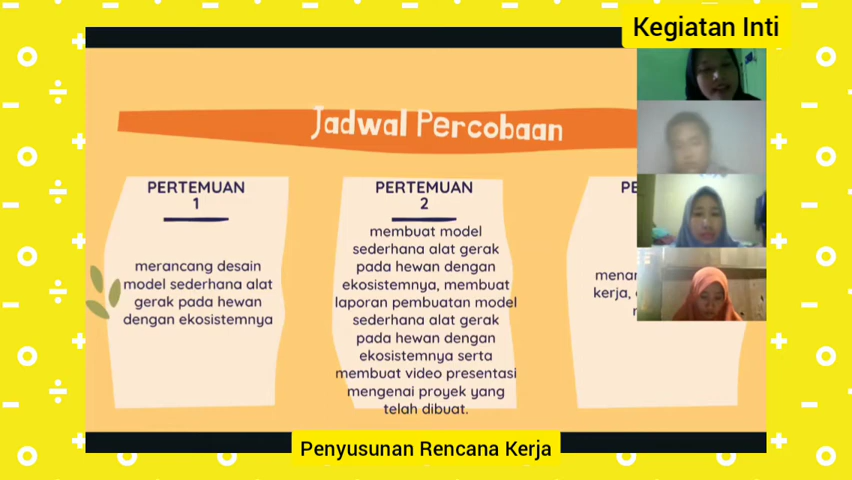 Kegiatan Inti
Jadwal Percobaan
PERTEMUAN
1
merancang desain
model sederhana alat
gerak pada hewan
dengan ekosistemnya
PERTEMUAN
2
membuat model
sederhana alat gerak
pada hewan dengan
ekosistemnya, membuat
laporan pembuatan model
sederhana alat gerak
pada hewan dengan
ekosistemnya serta
membuat video presentasi
mengenai proyek yang
telah dibuat.
kerja,
Penyusunan Rencana Kerja